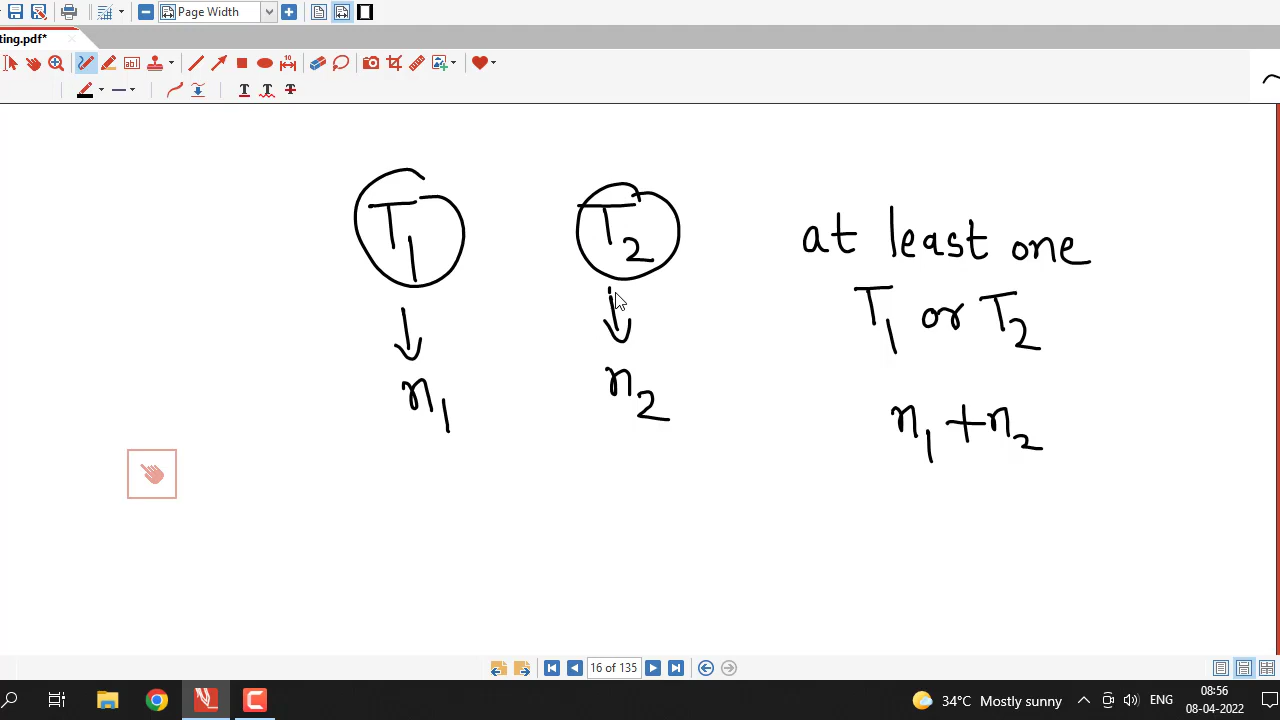 Page Width
ting.pdf*
10
T T T
T1 T2
at least one
T1 or T2
n1 n2
n1+n2
16 of 135
34°C Mostly sunny ENG 08:56
08-04-2022